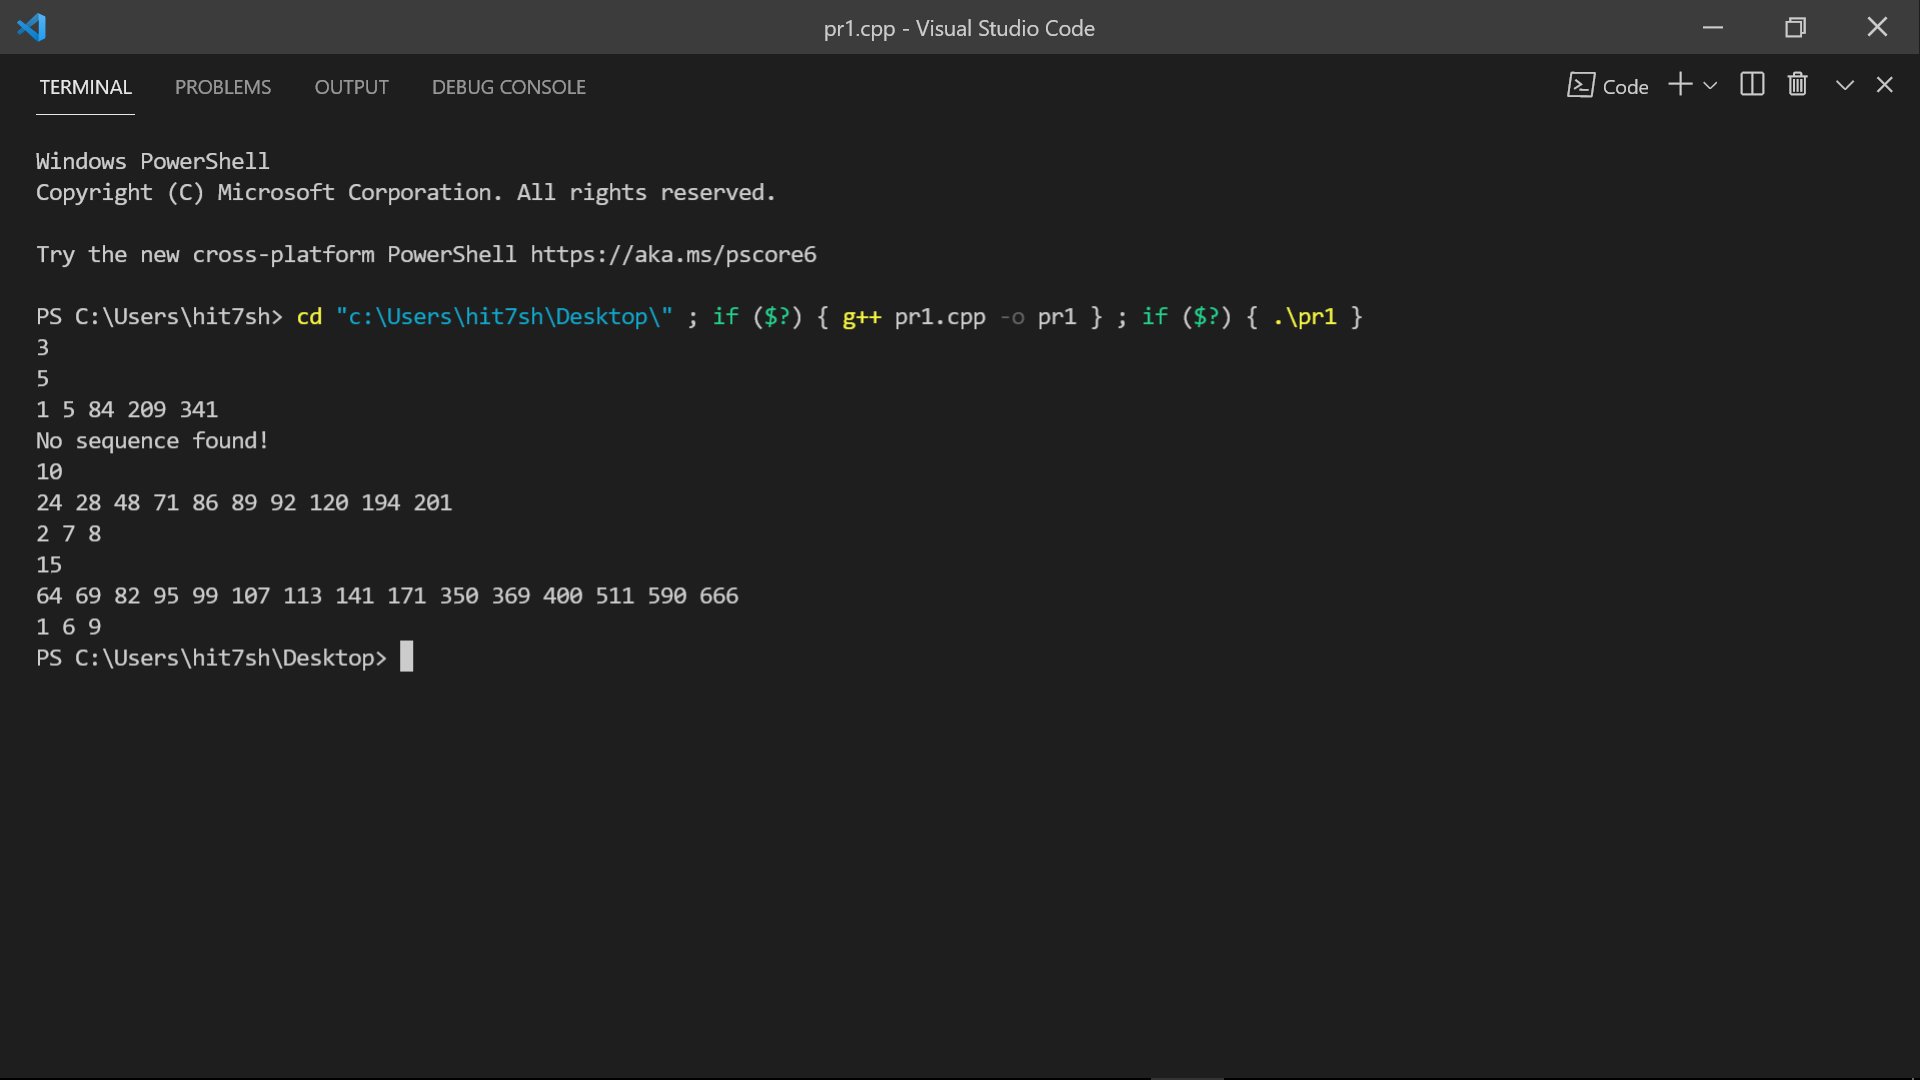 pr1.cpp - Visual Studio Code
TERMINAL PROBLEMS OUTPUT DEBUG CONSOLE Code
Windows PowerShell
Copyright (C) Microsoft Corporation. All rights reserved.
Try the new cross-platform PowerShell https://aka.ms/pscore6
PS C:\Users\hit7sh> cd "c:\Users\hit7sh\Desktop\" ; if ($?) { g++ pr1.cpp -o pr1 } ; if ($?) { .\pr1 }
3
5
1 5 84 209 341
No sequence found!
10
24 28 48 71 86 89 92 120 194 201
2 7 8
15
64 69 82 95 99 107 113 141 171 350 369 400 511 590 666
1 6 9
PS C:\Users\hit7sh\Desktop>